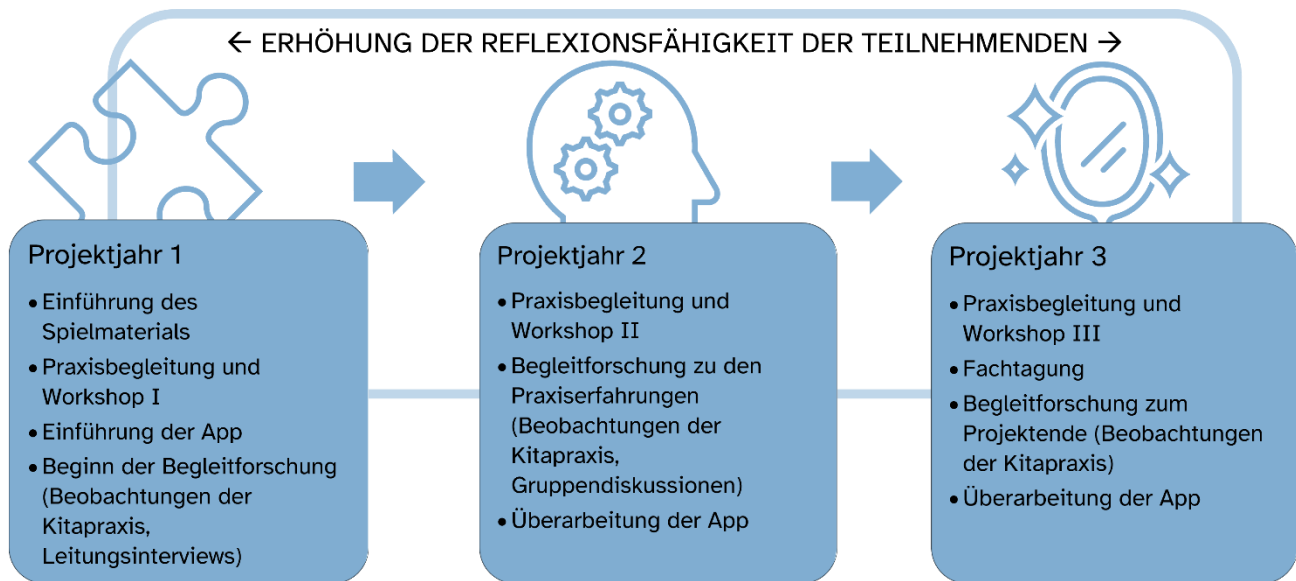 ← ERHÖHUNG DER REFLEXIONSFÄHIGKEIT DER TEILNEHMENDEN →
Projektjahr 1
• Einführung des
Spielmaterials
• Praxisbegleitung und
Workshop I
• Einführung der App
• Beginn der Begleitforschung
(Beobachtungen der
Kitapraxis,
Leitungsinterviews)
Projektjahr 2
• Praxisbegleitung und
Workshop II
• Begleitforschung zu den
Praxiserfahrungen
(Beobachtungen der
Kitapraxis,
Gruppendiskussionen)
• Überarbeitung der App
Projektjahr 3
• Praxisbegleitung und
Workshop III
• Fachtagung
• Begleitforschung zum
Projektende (Beobachtungen
der Kitapraxis)
• Überarbeitung der App